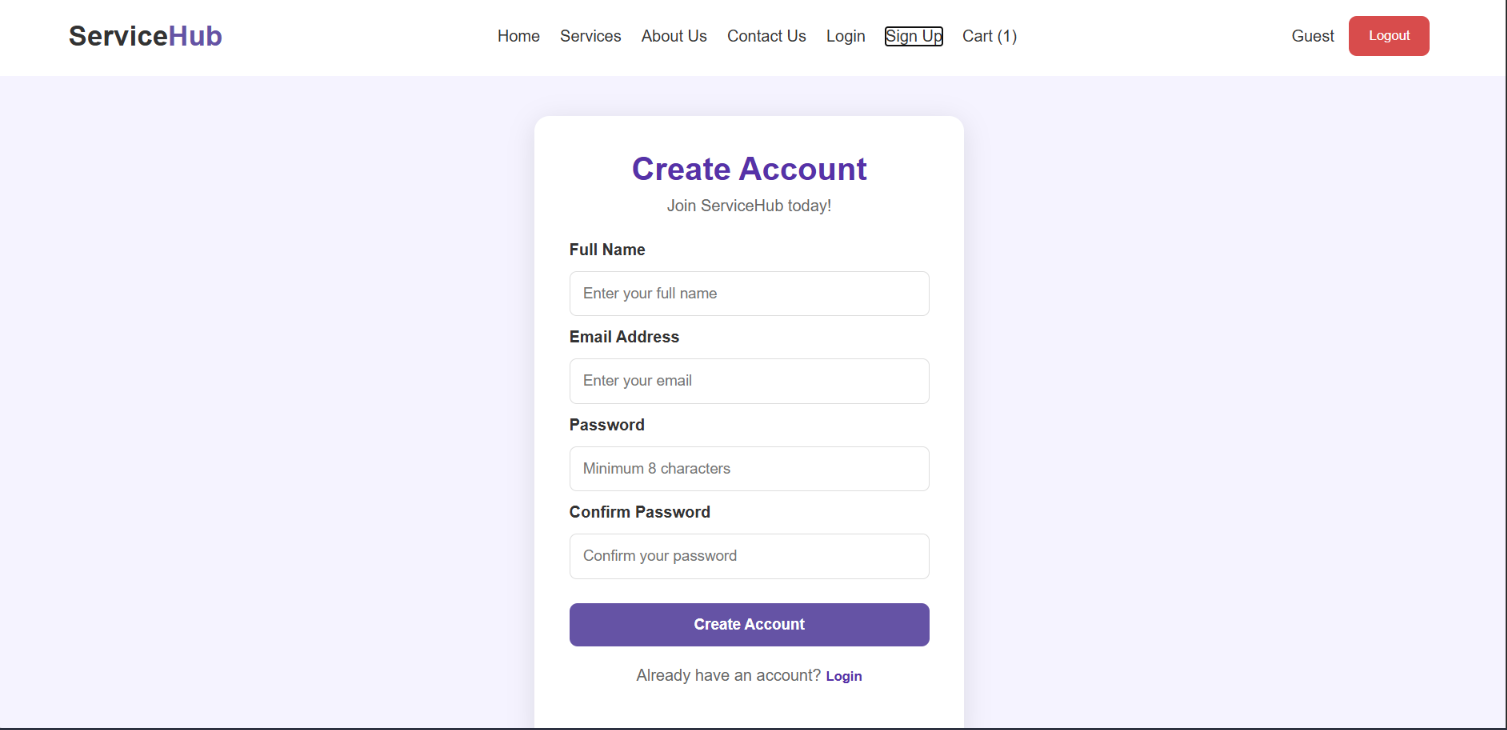 ServiceHub
Home Services About Us Contact Us Login Sign Up Cart (1)
Guest Logout
Create Account
Join ServiceHub today!
Full Name
Enter your full name
Email Address
Enter your email
Password
Minimum 8 characters
Confirm Password
Confirm your password
Create Account
Already have an account? Login